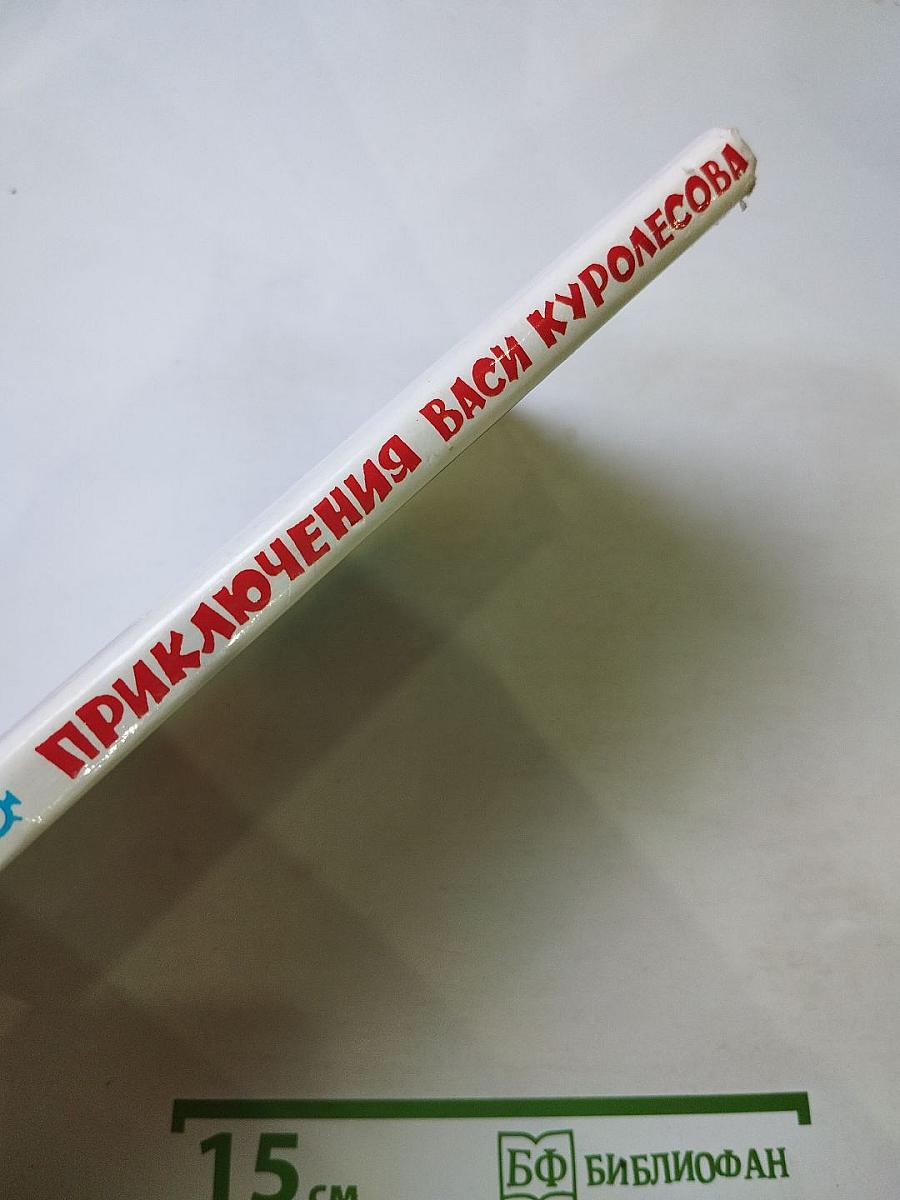 ПРИКЛЮЧЕНИЯ ВАСИ КУРОЛЕСОВА
15 см
БФ БИБЛИОФАН